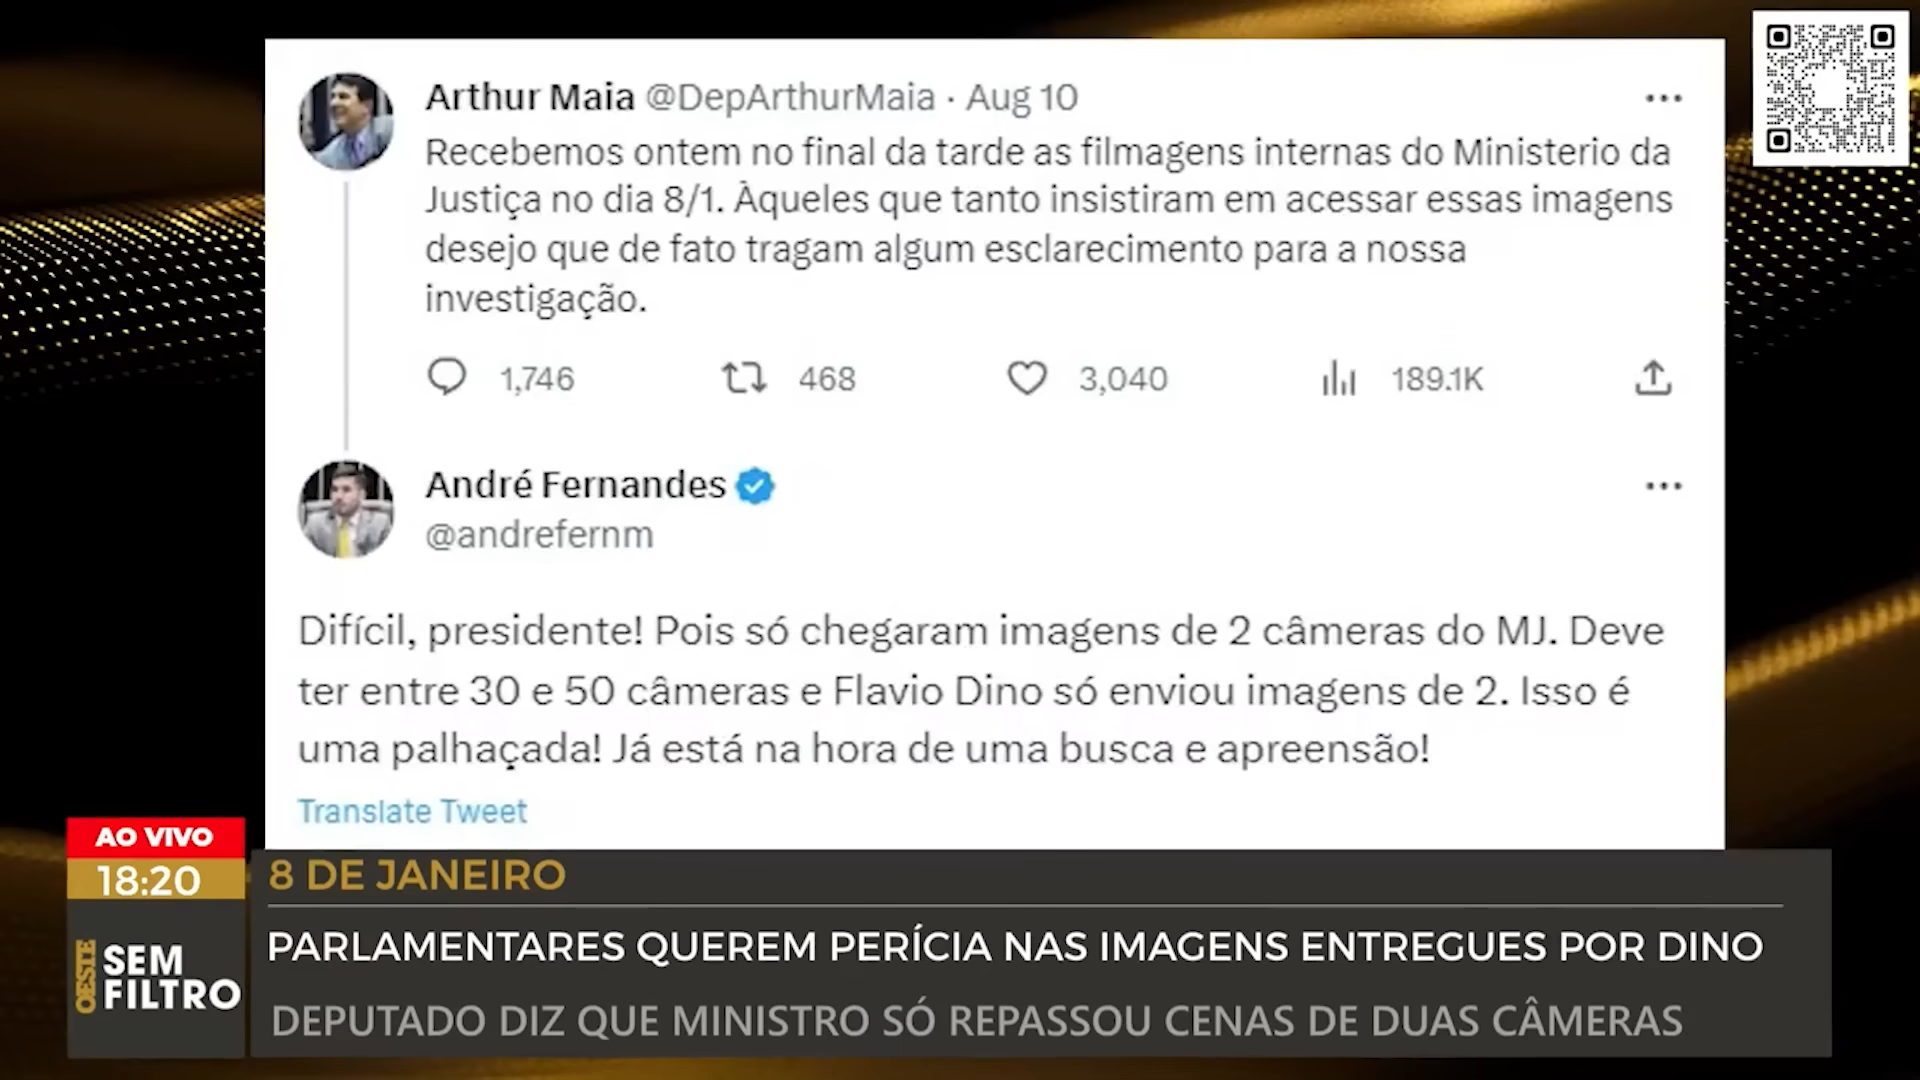 Arthur Maia @DepArthurMaia · Aug 10
Recebemos ontem no final da tarde as filmagens internas do Ministerio da
Justiça no dia 8/1. Àqueles que tanto insistiram em acessar essas imagens
desejo que de fato tragam algum esclarecimento para a nossa
investigação.
1,746 468 3,040 189.1K
André Fernandes
@andrefernm
Difícil, presidente! Pois só chegaram imagens de 2 câmeras do MJ. Deve
ter entre 30 e 50 câmeras e Flavio Dino só enviou imagens de 2. Isso é
uma palhaçada! Já está na hora de uma busca e apreensão!
Translate Tweet
AO VIVO
18:20
OESTE
SEM
FILTRO
8 DE JANEIRO
PARLAMENTARES QUEREM PERÍCIA NAS IMAGENS ENTREGUES POR DINO
DEPUTADO DIZ QUE MINISTRO SÓ REPASSOU CENAS DE DUAS CÂMERAS